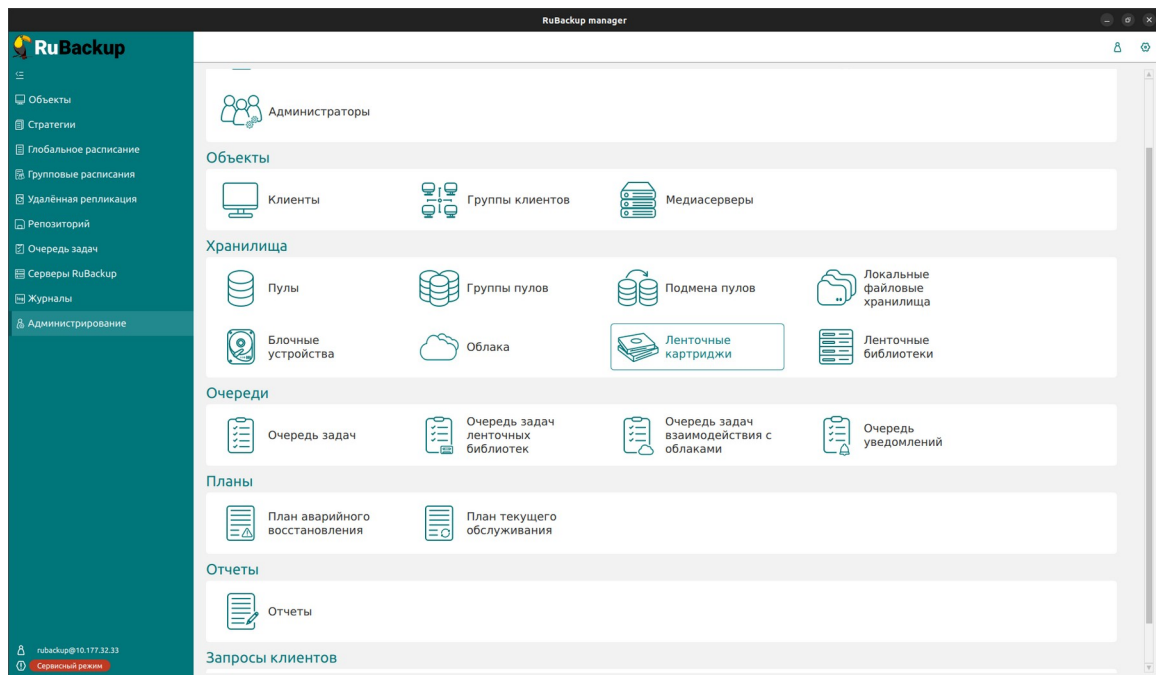 RuBackup manager
RuBackup
Объекты
Стратегии
Глобальное расписание
Групповые расписания
Удалённая репликация
Репозиторий
Очередь задач
Серверы RuBackup
Журналы
Администрирование
rubackup@10.177.32.33
Сервисный режим
Администраторы
Объекты
Клиенты
Группы клиентов
Медиасерверы
Хранилища
Пулы
Группы пулов
Подмена пулов
Локальные
файловые
хранилища
Блочные
устройства
Облака
Ленточные
картриджи
Ленточные
библиотеки
Очереди
Очередь задач
Очередь задач
ленточных
библиотек
Очередь задач
взаимодействия с
облаками
Очередь
уведомлений
Планы
План аварийного
восстановления
План текущего
обслуживания
Отчеты
Отчеты
Запросы клиентов